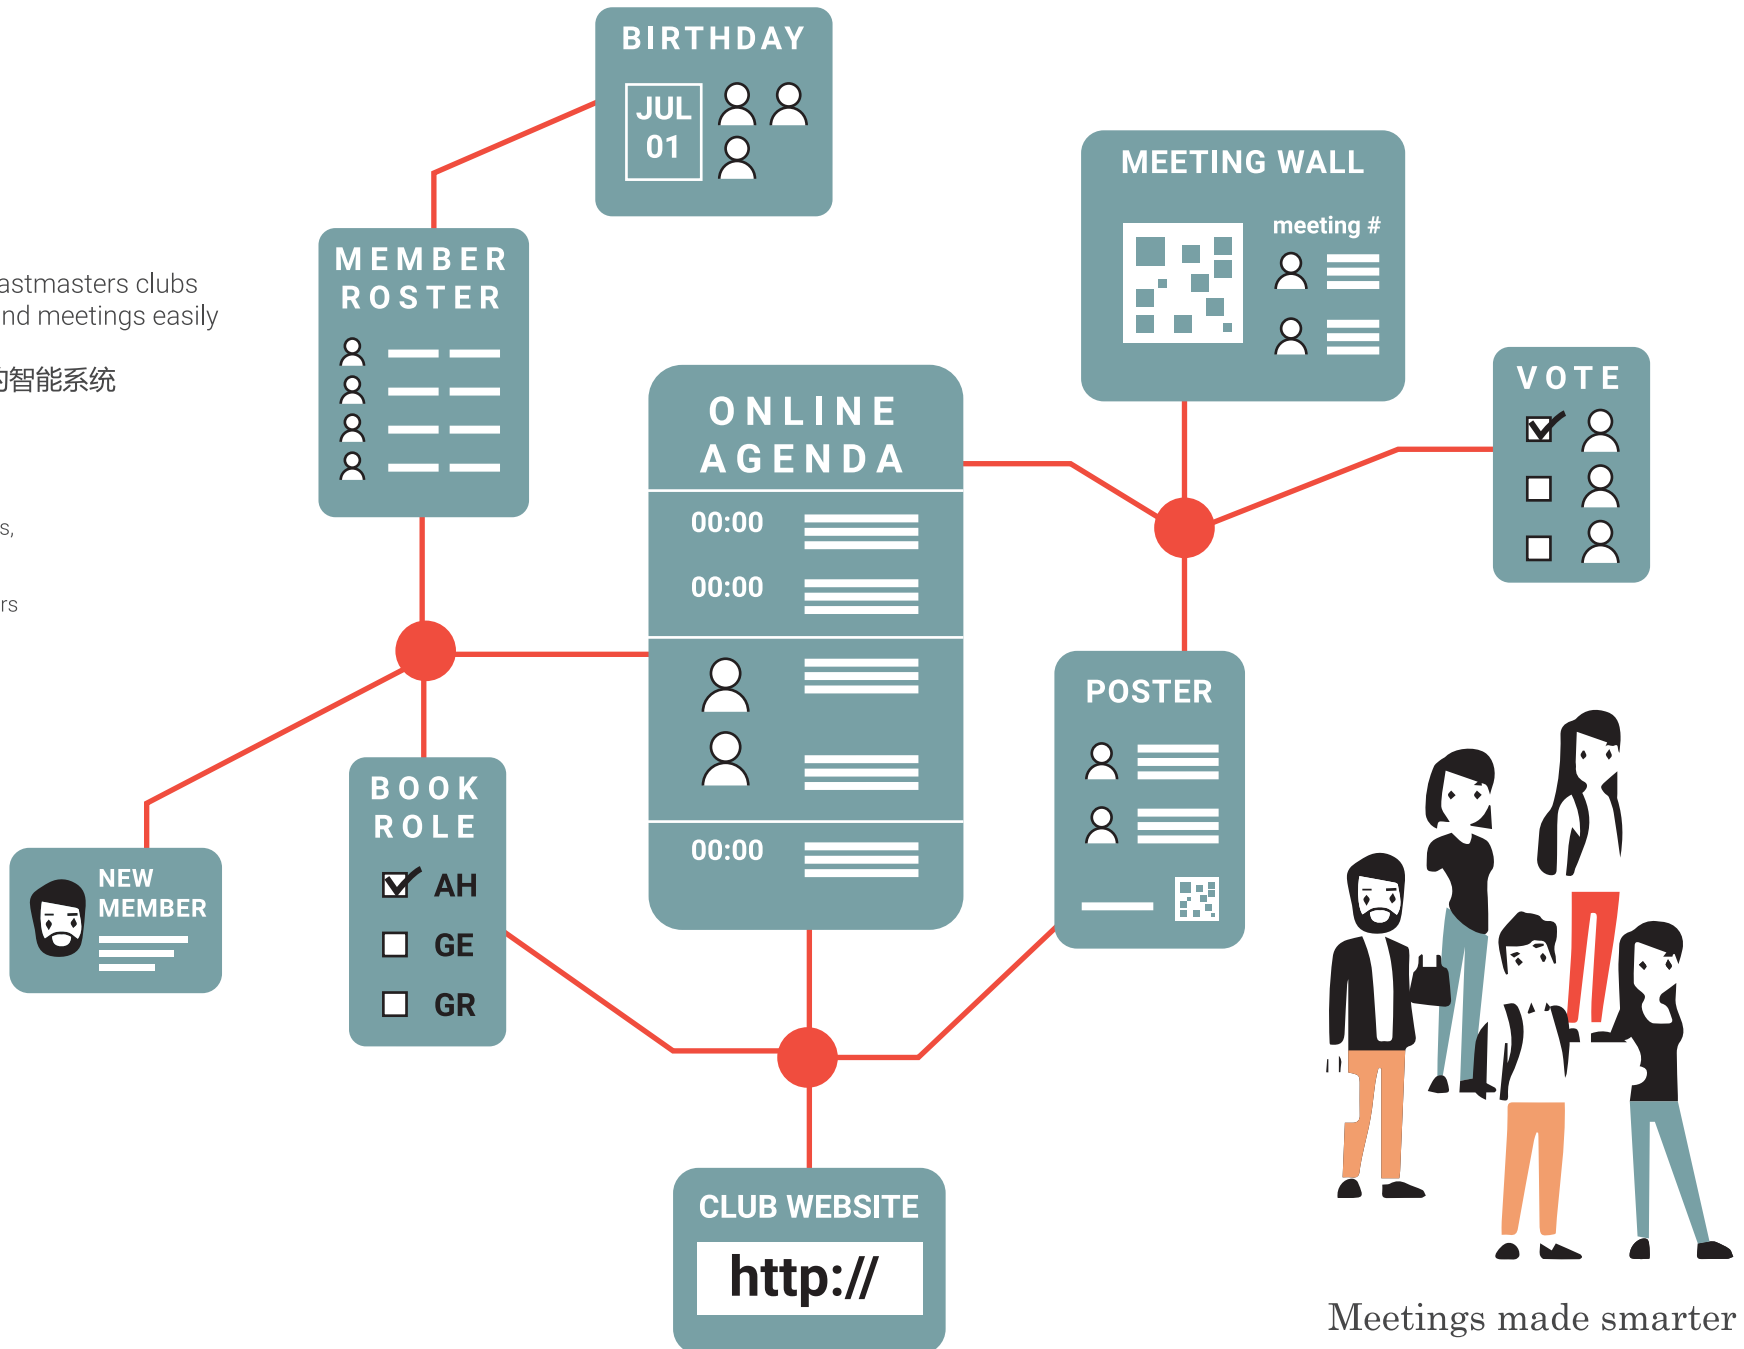 BIRTHDAY
JUL
01
MEETING WALL
meeting #
MEMBER
ROSTER
astmasters clubs
nd meetings easily
的智能系统
s,
rs
ONLINE
AGENDA
00:00
00:00
00:00
VOTE
POSTER
BOOK
ROLE
AH
GE
GR
NEW
MEMBER
CLUB WEBSITE
http://
Meetings made smarter